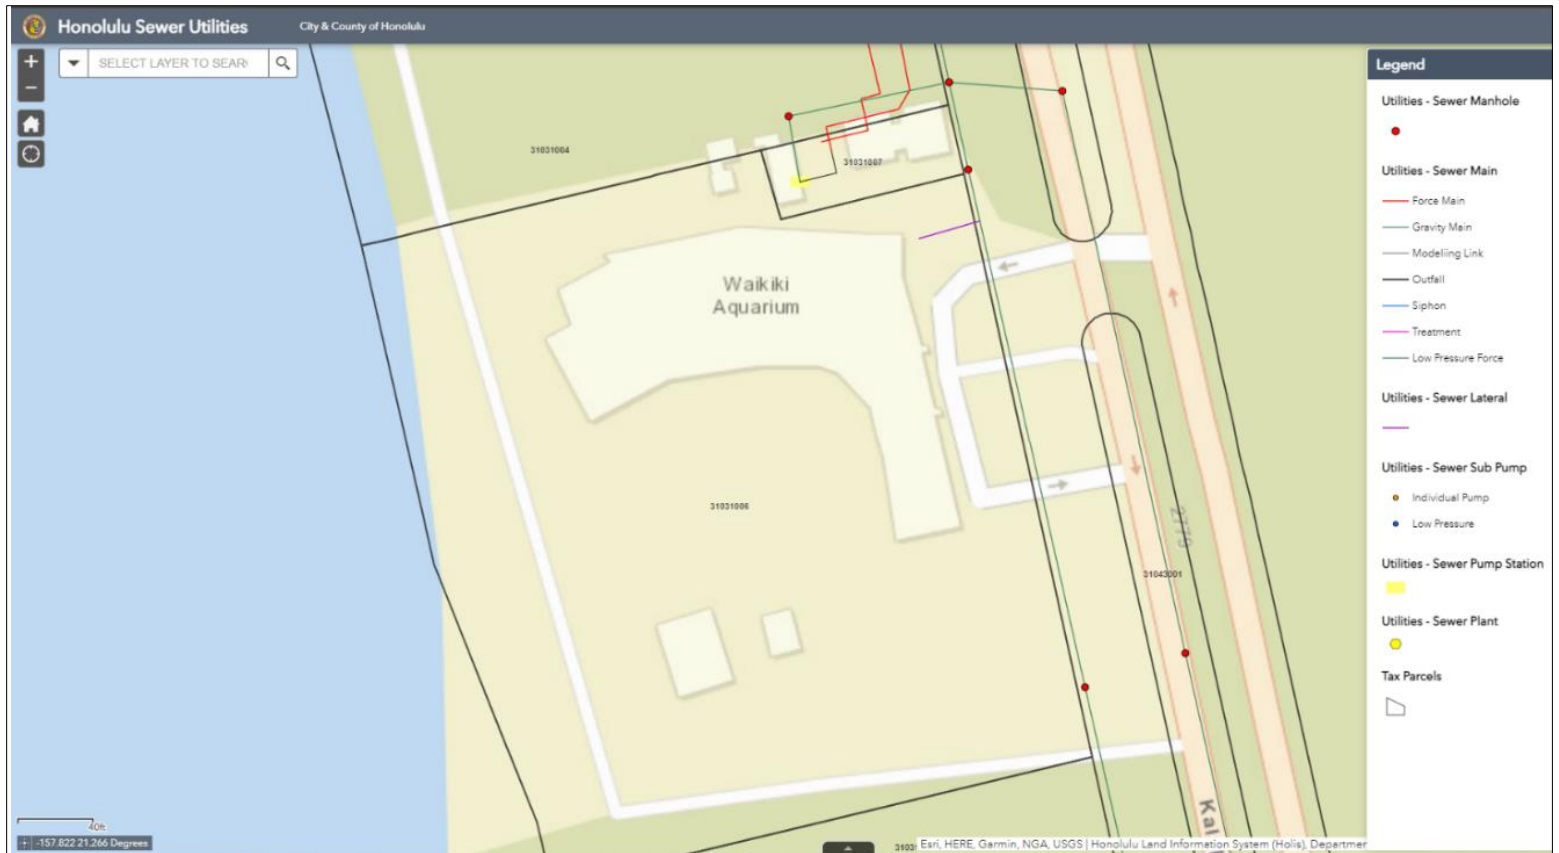 Honolulu Sewer Utilities
City & County of Honolulu
SELECT LAYER TO SEAR
Legend
Utilities - Sewer Manhole
Utilities - Sewer Main
Force Main
Gravity Main
Modeliing Link
Outfall
Siphon
Treatment
Low Pressure Force
Utilities - Sewer Lateral
Utilities - Sewer Sub Pump
Individual Pump
Low Pressure
Utilities - Sewer Pump Station
Utilities - Sewer Plant
Tax Parcels
31031004
31031007
Waikiki
Aquarium
31031006
2779
31043001
Kal
40ft
-157.822 21.266 Degrees
3103
Esri, HERE, Garmin, NGA, USGS | Honolulu Land Information System (Holis), Departmer